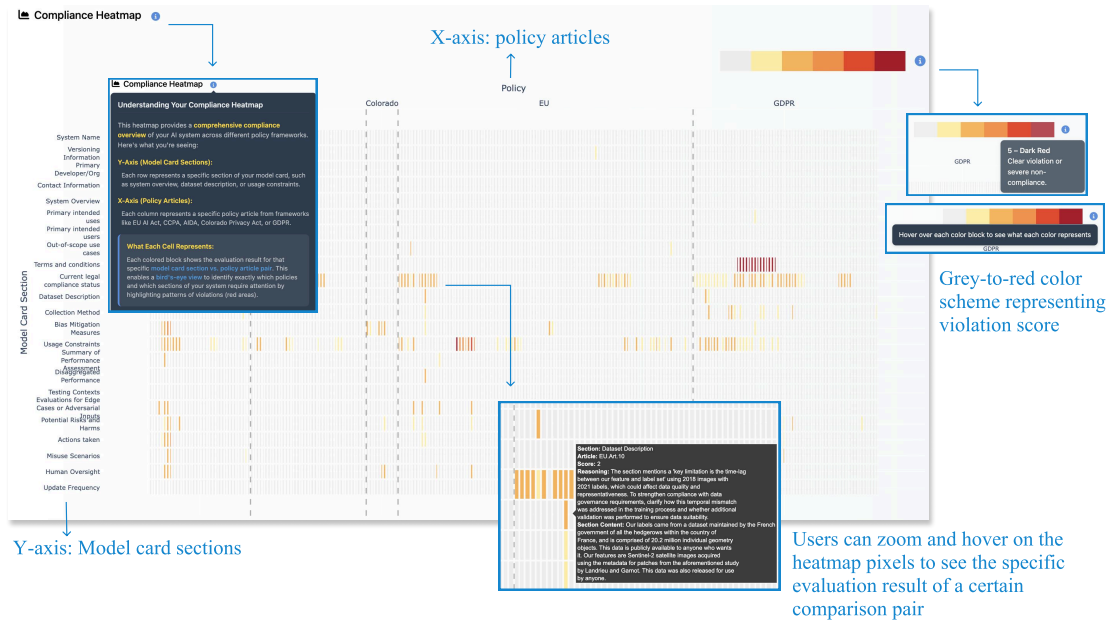 Compliance Heatmap
X-axis: policy articles
Policy
Colorado
EU
GDPR
Compliance Heatmap
Understanding Your Compliance Heatmap
This heatmap provides a comprehensive compliance
overview of your AI system across different policy frameworks.
Here's what you're seeing:
Y-Axis (Model Card Sections):
Each row represents a specific section of your model card, such
as system overview, dataset description, or usage constraints.
X-Axis (Policy Articles):
Each column represents a specific policy article from frameworks
like EU AI Act, CCPA, AIDA, Colorado Privacy Act, or GDPR.
What Each Cell Represents:
Each colored block shows the evaluation result for that
specific model card section vs. policy article pair. This
enables a bird's-eye view to identify exactly which policies
and which sections of your system require attention by
highlighting patterns of violations (red areas).
GDPR
5 – Dark Red
Clear violation or
severe non-
compliance.
Hover over each color block to see what each color represents
GDPR
Grey-to-red color
scheme representing
violation score
Model Card Section
System Name
Versioning
Information
Primary
Developer/Org
Contact Information
System Overview
Primary intended
uses
Primary intended
users
Out-of-scope use
cases
Terms and conditions
Current legal
compliance status
Dataset Description
Collection Method
Bias Mitigation
Measures
Usage Constraints
Summary of
Performance
Assessment
Disaggregated
Performance
Testing Contexts
Evaluations for Edge
Cases or Adversarial
Inputs
Potential Risks and
Harms
Actions taken
Misuse Scenarios
Human Oversight
Update Frequency
Y-axis: Model card sections
Section: Dataset Description
Article: EU.Art.10
Score: 2
Reasoning: The section mentions a 'key limitation is the time-lag
between our feature and label set' using 2018 images with
2021 labels, which could affect data quality and
representativeness. To strengthen compliance with data
governance requirements, clarify how this temporal mismatch
was addressed in the training process and whether additional
validation was performed to ensure data suitability.
Section Content: Our labels came from a dataset maintained by the French
government of all the hedgerows within the country of
France, and is comprised of 20.2 million individual geometry
objects. This data is publicly available to anyone who wants
it. Our features are Sentinel-2 satellite images acquired
using the metadata for patches from the aforementioned study
by Landrieu and Garnot. This data was also released for use
by anyone.
Users can zoom and hover on the
heatmap pixels to see the specific
evaluation result of a certain
comparison pair